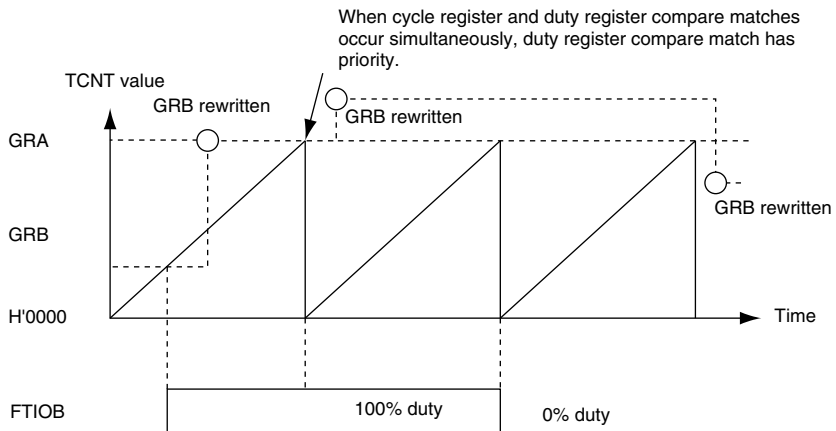 When cycle register and duty register compare matches
occur simultaneously, duty register compare match has
priority.
TCNT value
GRB rewritten
GRB rewritten
GRA
GRB rewritten
GRB
H'0000
Time
FTIOB
100% duty
0% duty